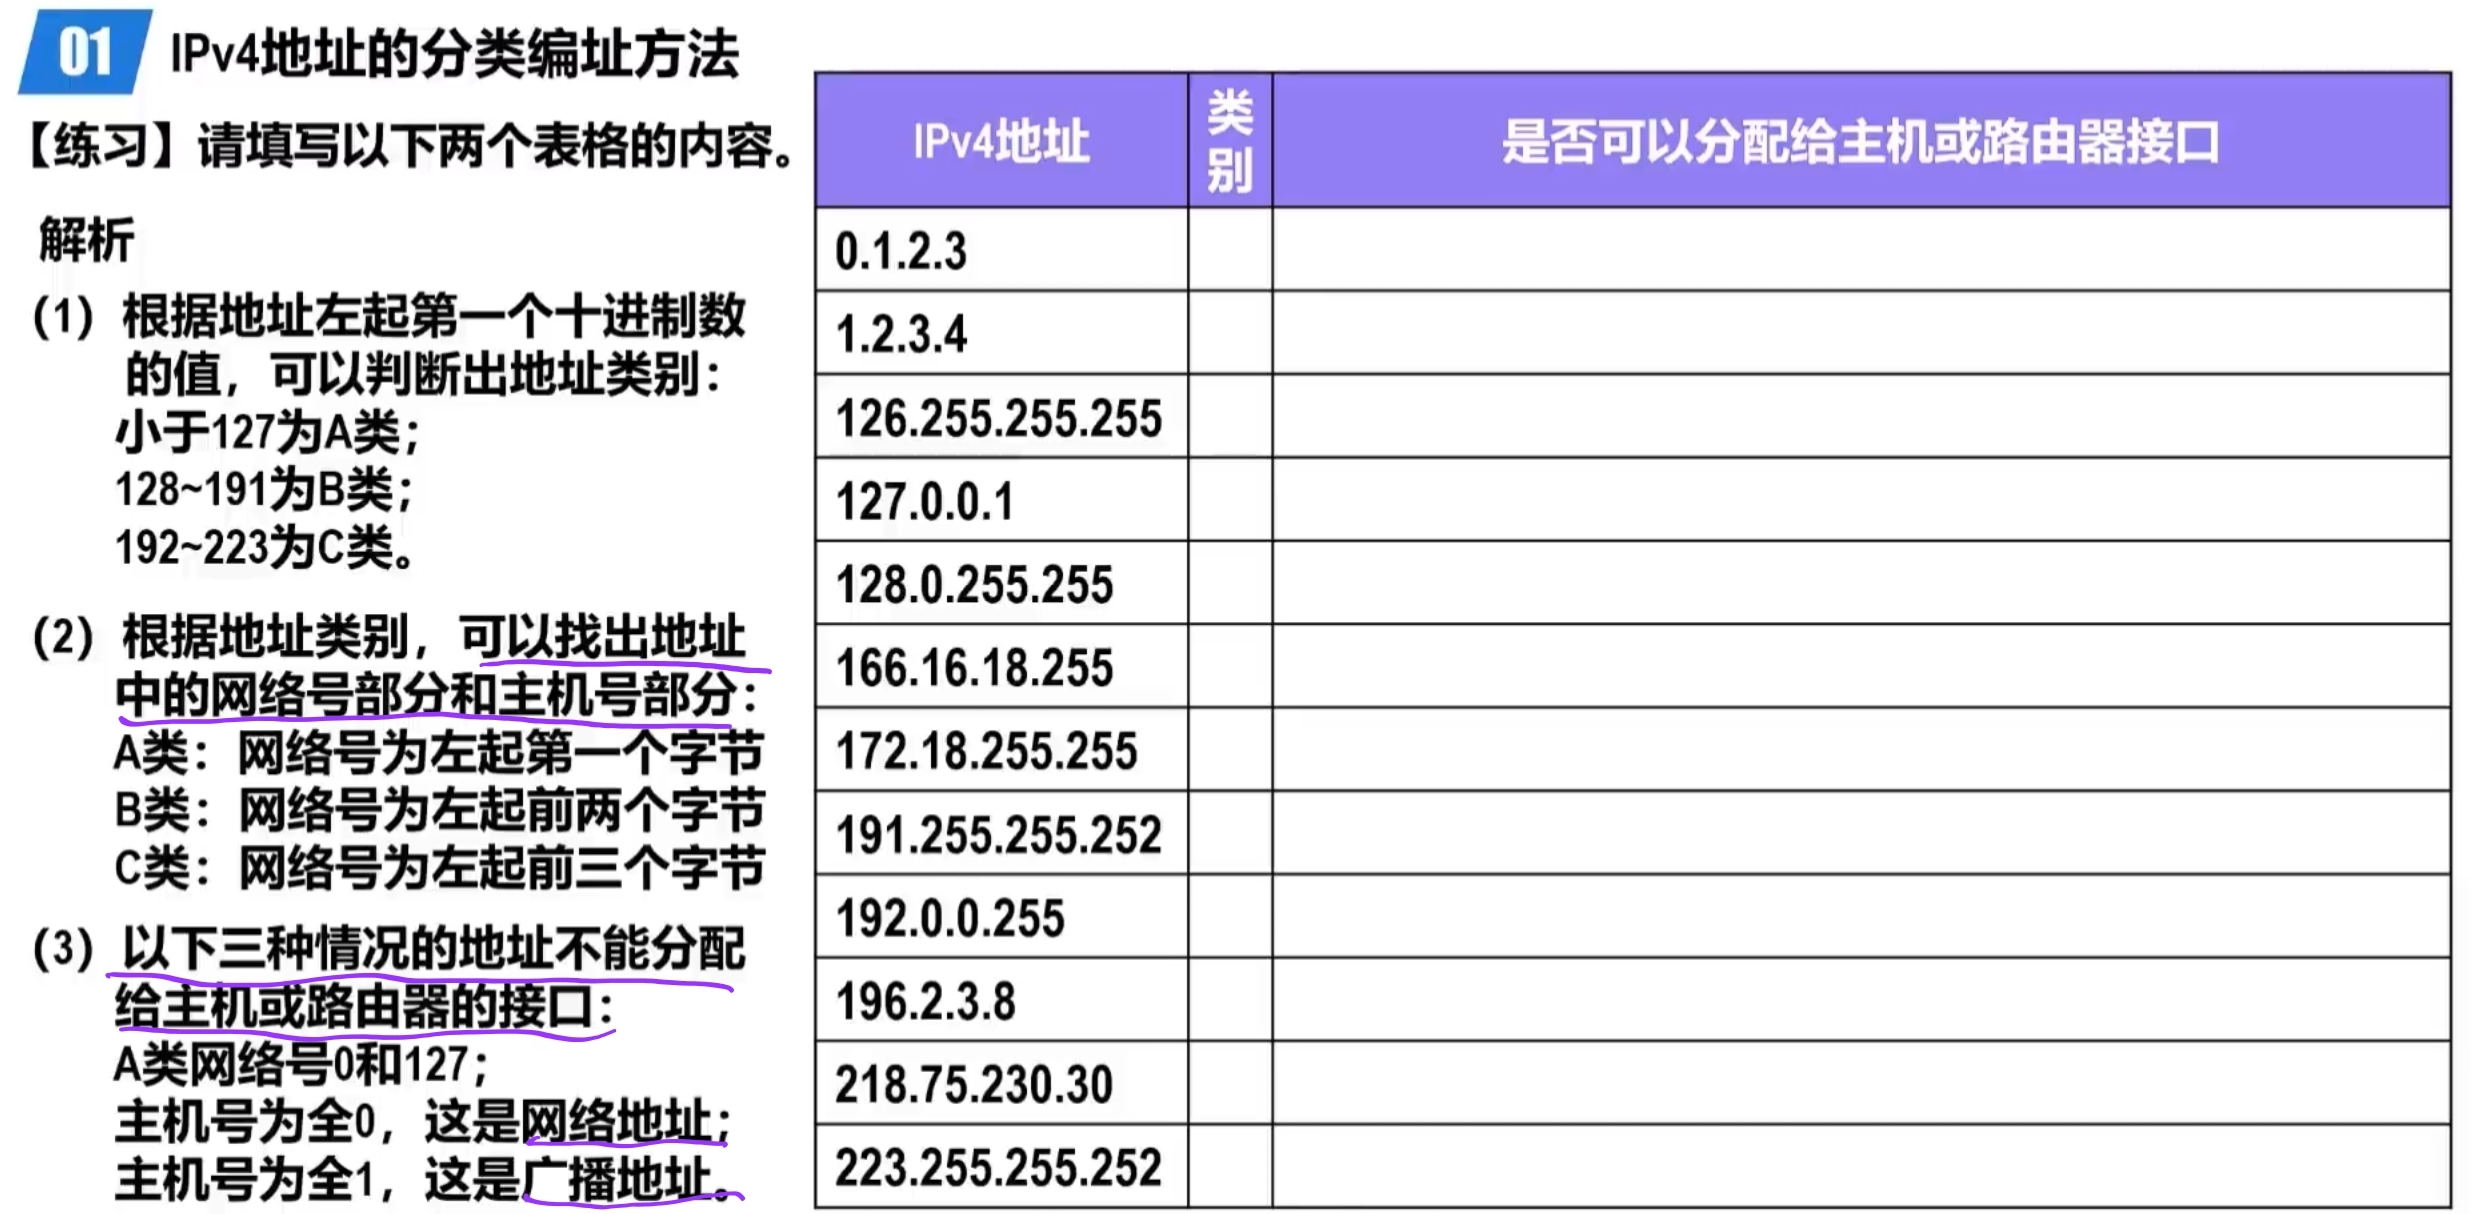 01 IPv4地址的分类编址方法
【练习】请填写以下两个表格的内容。
解析
(1) 根据地址左起第一个十进制数
的值，可以判断出地址类别：
小于127为A类；
128~191为B类；
192~223为C类。
(2) 根据地址类别，可以找出地址
中的网络号部分和主机号部分：
A类：网络号为左起第一个字节
B类：网络号为左起前两个字节
C类：网络号为左起前三个字节
(3) 以下三种情况的地址不能分配
给主机或路由器的接口：
A类网络号0和127；
主机号为全0，这是网络地址；
主机号为全1，这是广播地址。
IPv4地址 类别 是否可以分配给主机或路由器接口
0.1.2.3
1.2.3.4
126.255.255.255
127.0.0.1
128.0.255.255
166.16.18.255
172.18.255.255
191.255.255.252
192.0.0.255
196.2.3.8
218.75.230.30
223.255.255.252